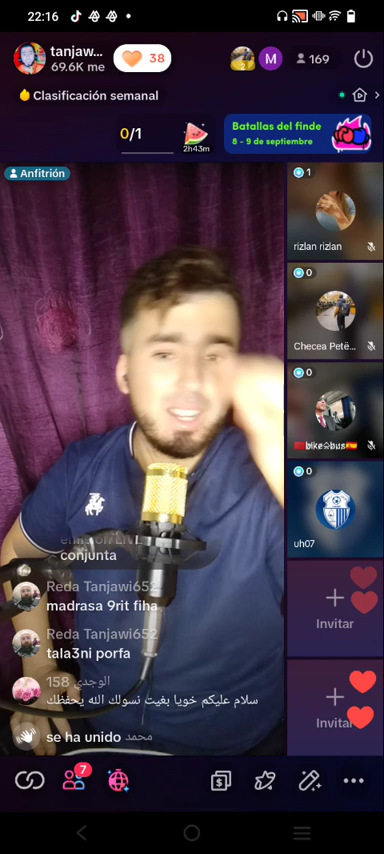 22:16
tanjaw...
69.6K me
38
2
M
169
Clasificación semanal
0/1
2h43m
Batallas del finde
8 - 9 de septiembre
Anfitrión
1
rizlan rizlan
0
Checea Petë...
0
bike bus
0
uh07
Invitar
Invitar
emisión LIVE
conjunta
Reda Tanjawi652
madrasa 9rit fiha
Reda Tanjawi652
tala3ni porfa
الوجدي 158
سلام عليكم خويا بغيت نسولك الله يحفظك
se ha unido محمد
7